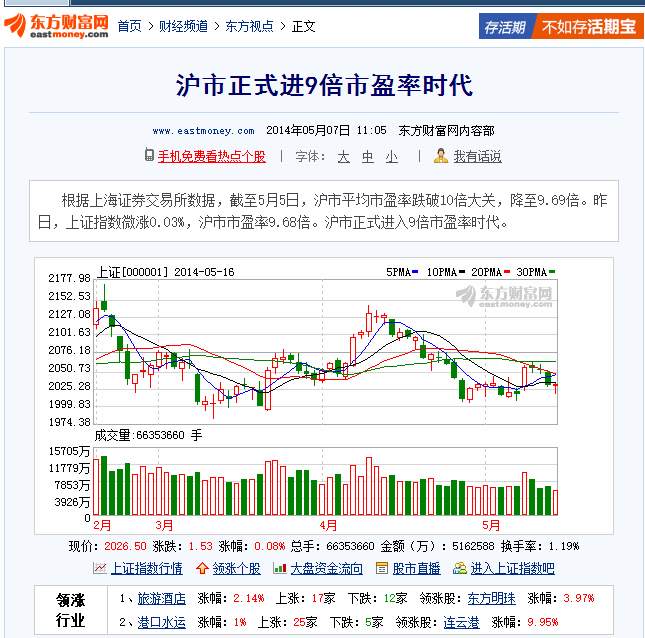 东方财富网 eastmoney.com 首页 > 财经频道 > 东方视点 > 正文
存活期 不如存活期宝
沪市正式进9倍市盈率时代
www.eastmoney.com 2014年05月07日 11:05 东方财富网内容部
手机免费看热点个股 | 字体：大 中 小 | 我有话说
根据上海证券交易所数据，截至5月5日，沪市平均市盈率跌破10倍大关，降至9.69倍。昨
日，上证指数微涨0.03%，沪市市盈率9.68倍。沪市正式进入9倍市盈率时代。
上证[000001] 2014-05-16 5PMA 10PMA 20PMA 30PMA
东方财富网 eastmoney.com
2177.98
2152.53
2127.08
2101.63
2076.18
2050.73
2025.28
1999.83
1974.38
成交量:66353660 手
15705万
11779万
7853万
3926万
0
2月 3月 4月 5月
现价：2026.50 涨跌：1.53 涨幅：0.08% 总手：66353660 金额（万）：5162588 换手率：1.19%
上证指数行情 领涨个股 大盘资金流向 股市直播 进入上证指数吧
领涨行业
1、旅游酒店 涨幅：2.14% 上涨：17家 下跌：12家 领涨股：东方明珠 涨幅：3.97%
2、港口水运 涨幅：1% 上涨：25家 下跌：5家 领涨股：连云港 涨幅：9.95%